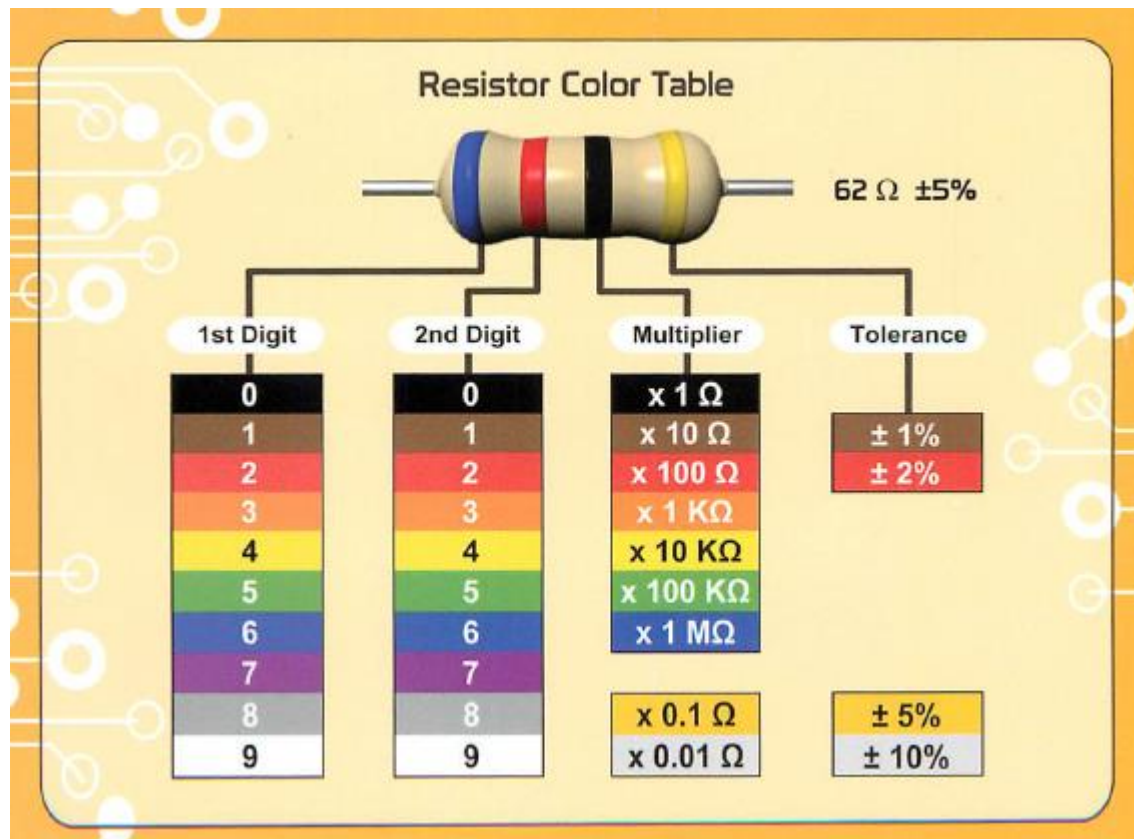 Resistor Color Table
62 Ω ±5%
1st Digit 2nd Digit Multiplier Tolerance
0 0 x 1 Ω
1 1 x 10 Ω ± 1%
2 2 x 100 Ω ± 2%
3 3 x 1 KΩ
4 4 x 10 KΩ
5 5 x 100 KΩ
6 6 x 1 MΩ
7 7
8 8 x 0.1 Ω ± 5%
9 9 x 0.01 Ω ± 10%